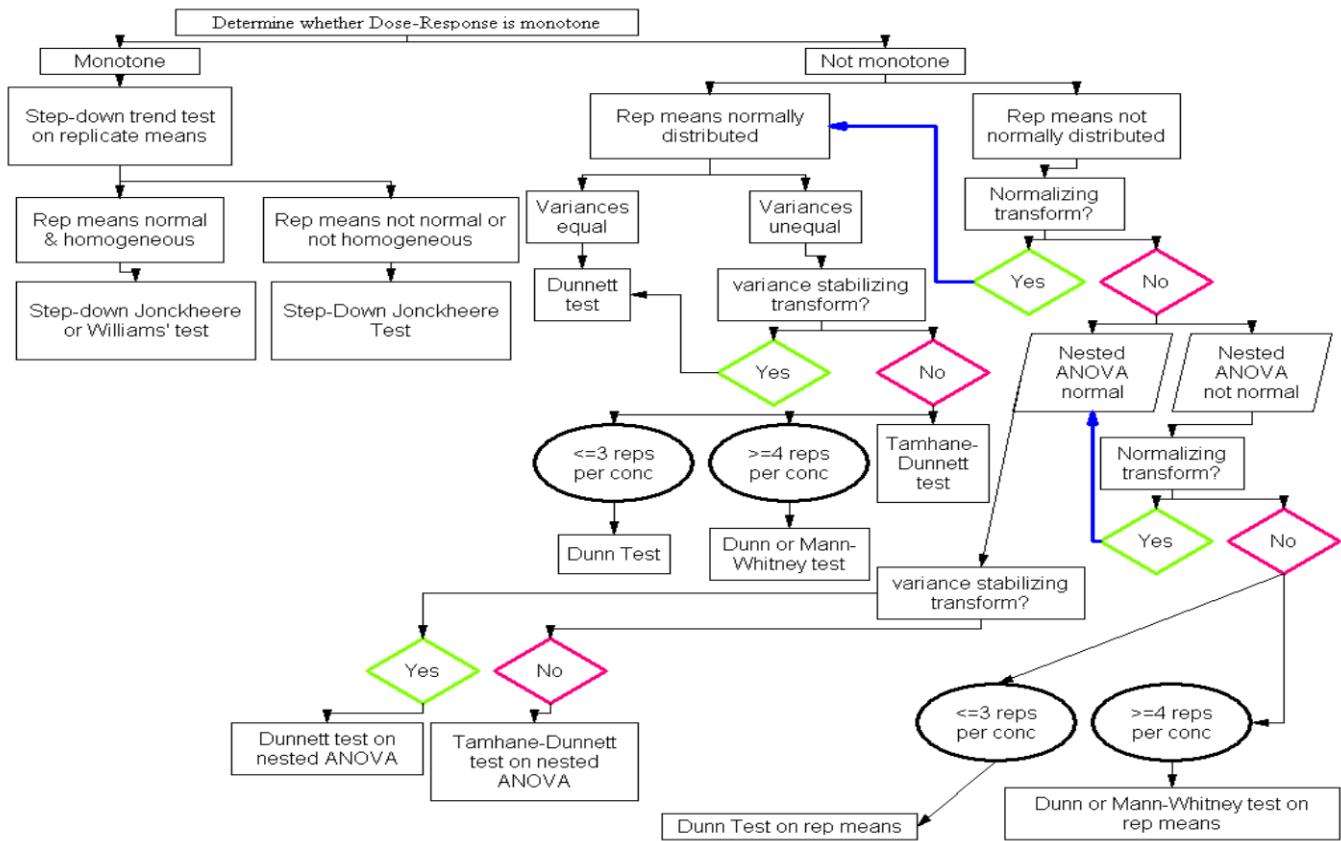 Determine whether Dose-Response is monotone
Monotone
Not monotone
Step-down trend test
on replicate means
Rep means normally
distributed
Rep means not
normally distributed
Rep means normal
& homogeneous
Rep means not normal or
not homogeneous
Variances
equal
Variances
unequal
Normalizing
transform?
Step-down Jonckheere
or Williams' test
Step-Down Jonckheere
Test
Dunnett
test
variance stabilizing
transform?
Yes
No
Yes
No
Nested
ANOVA
normal
Nested
ANOVA
not normal
<=3 reps
per conc
>=4 reps
per conc
Tamhane-
Dunnett
test
Normalizing
transform?
Dunn Test
Dunn or Mann-
Whitney test
Yes
No
variance stabilizing
transform?
Yes
No
<=3 reps
per conc
>=4 reps
per conc
Dunnett test on
nested ANOVA
Tamhane-Dunnett
test on nested
ANOVA
Dunn Test on rep means
Dunn or Mann-Whitney test on
rep means